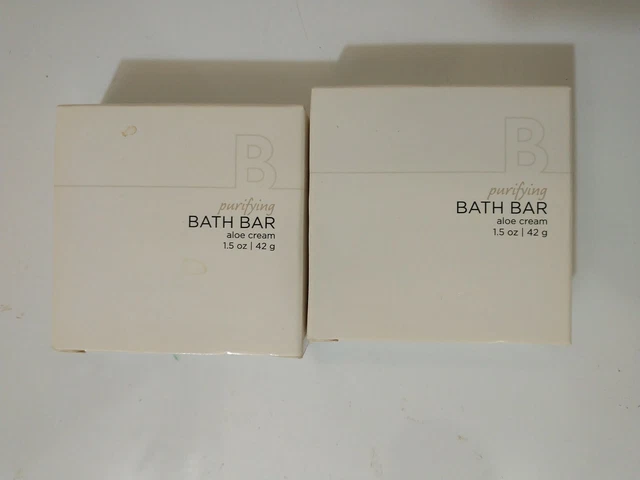 B
purifying
BATH BAR
aloe cream
1.5 oz | 42 g
B
purifying
BATH BAR
aloe cream
1.5 oz | 42 g